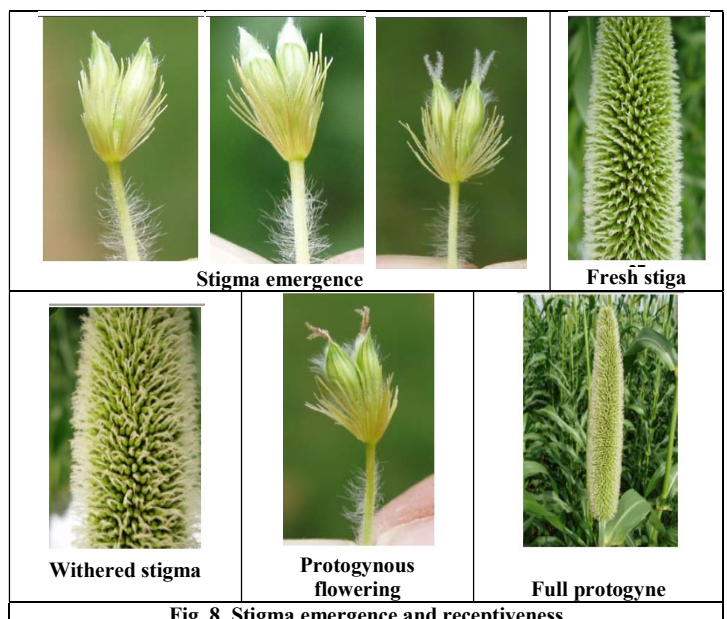 Stigma emergence
Fresh stiga
Withered stigma
Protogynous
flowering
Full protogyne
Fig. 8. Stigma emergence and receptiveness